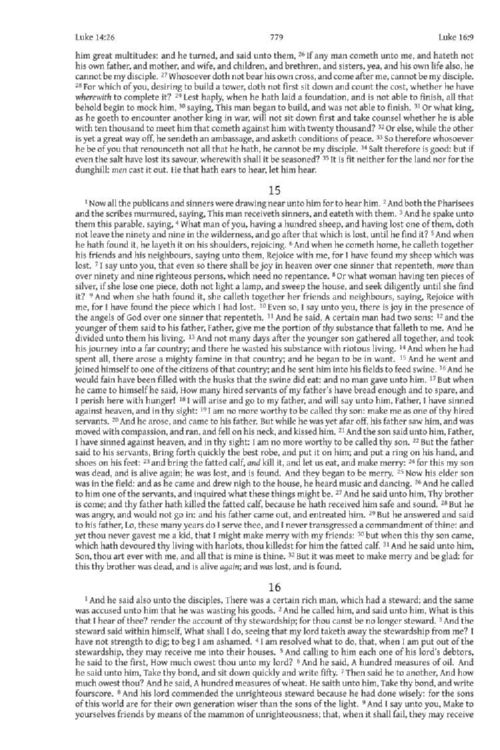 Luke 14:26 779 Luke 16:9
him great multitudes: and he turned, and said unto them, 26 If any man cometh unto me, and hateth not
his own father, and mother, and wife, and children, and brethren, and sisters, yea, and his own life also, he
cannot be my disciple. 27 Whosoever doth not bear his own cross, and come after me, cannot be my disciple.
28 For which of you, desiring to build a tower, doth not first sit down and count the cost, whether he have
wherewith to complete it? 29 Lest haply, when he hath laid a foundation, and is not able to finish, all that
behold begin to mock him, 30 saying, This man began to build, and was not able to finish. 31 Or what king,
as he goeth to encounter another king in war, will not sit down first and take counsel whether he is able
with ten thousand to meet him that cometh against him with twenty thousand? 32 Or else, while the other
is yet a great way off, he sendeth an ambassage, and asketh conditions of peace. 33 So therefore whosoever
he be of you that renounceth not all that he hath, he cannot be my disciple. 34 Salt therefore is good: but if
even the salt have lost its savour, wherewith shall it be seasoned? 35 It is fit neither for the land nor for the
dunghill: men cast it out. He that hath ears to hear, let him hear.
15
1 Now all the publicans and sinners were drawing near unto him for to hear him. 2 And both the Pharisees
and the scribes murmured, saying, This man receiveth sinners, and eateth with them. 3 And he spake unto
them this parable, saying, 4 What man of you, having a hundred sheep, and having lost one of them, doth
not leave the ninety and nine in the wilderness, and go after that which is lost, until he find it? 5 And when
he hath found it, he layeth it on his shoulders, rejoicing. 6 And when he cometh home, he calleth together
his friends and his neighbours, saying unto them, Rejoice with me, for I have found my sheep which was
lost. 7 I say unto you, that even so there shall be joy in heaven over one sinner that repenteth, more than
over ninety and nine righteous persons, which need no repentance. 8 Or what woman having ten pieces of
silver, if she lose one piece, doth not light a lamp, and sweep the house, and seek diligently until she find
it? 9 And when she hath found it, she calleth together her friends and neighbours, saying, Rejoice with
me, for I have found the piece which I had lost. 10 Even so, I say unto you, there is joy in the presence of
the angels of God over one sinner that repenteth. 11 And he said, A certain man had two sons: 12 and the
younger of them said to his father, Father, give me the portion of thy substance that falleth to me. And he
divided unto them his living. 13 And not many days after the younger son gathered all together, and took
his journey into a far country; and there he wasted his substance with riotous living. 14 And when he had
spent all, there arose a mighty famine in that country; and he began to be in want. 15 And he went and
joined himself to one of the citizens of that country; and he sent him into his fields to feed swine. 16 And he
would fain have been filled with the husks that the swine did eat: and no man gave unto him. 17 But when
he came to himself he said, How many hired servants of my father's have bread enough and to spare, and
I perish here with hunger! 18 I will arise and go to my father, and will say unto him, Father, I have sinned
against heaven, and in thy sight: 19 I am no more worthy to be called thy son: make me as one of thy hired
servants. 20 And he arose, and came to his father. But while he was yet afar off, his father saw him, and was
moved with compassion, and ran, and fell on his neck, and kissed him. 21 And the son said unto him, Father,
I have sinned against heaven, and in thy sight: I am no more worthy to be called thy son. 22 But the father
said to his servants, Bring forth quickly the best robe, and put it on him; and put a ring on his hand, and
shoes on his feet: 23 and bring the fatted calf, and kill it, and let us eat, and make merry: 24 for this my son
was dead, and is alive again; he was lost, and is found. And they began to be merry. 25 Now his elder son
was in the field: and as he came and drew nigh to the house, he heard music and dancing. 26 And he called
to him one of the servants, and inquired what these things might be. 27 And he said unto him, Thy brother
is come; and thy father hath killed the fatted calf, because he hath received him safe and sound. 28 But he
was angry, and would not go in: and his father came out, and entreated him. 29 But he answered and said
to his father, Lo, these many years do I serve thee, and I never transgressed a commandment of thine: and
yet thou never gavest me a kid, that I might make merry with my friends: 30 but when this thy son came,
which hath devoured thy living with harlots, thou killedst for him the fatted calf. 31 And he said unto him,
Son, thou art ever with me, and all that is mine is thine. 32 But it was meet to make merry and be glad: for
this thy brother was dead, and is alive again; and was lost, and is found.
16
1 And he said also unto the disciples, There was a certain rich man, which had a steward; and the same
was accused unto him that he was wasting his goods. 2 And he called him, and said unto him, What is this
that I hear of thee? render the account of thy stewardship; for thou canst be no longer steward. 3 And the
steward said within himself, What shall I do, seeing that my lord taketh away the stewardship from me? I
have not strength to dig; to beg I am ashamed. 4 I am resolved what to do, that, when I am put out of the
stewardship, they may receive me into their houses. 5 And calling to him each one of his lord's debtors,
he said to the first, How much owest thou unto my lord? 6 And he said, A hundred measures of oil. And
he said unto him, Take thy bond, and sit down quickly and write fifty. 7 Then said he to another, And how
much owest thou? And he said, A hundred measures of wheat. He saith unto him, Take thy bond, and write
fourscore. 8 And his lord commended the unrighteous steward because he had done wisely: for the sons
of this world are for their own generation wiser than the sons of the light. 9 And I say unto you, Make to
yourselves friends by means of the mammon of unrighteousness; that, when it shall fail, they may receive